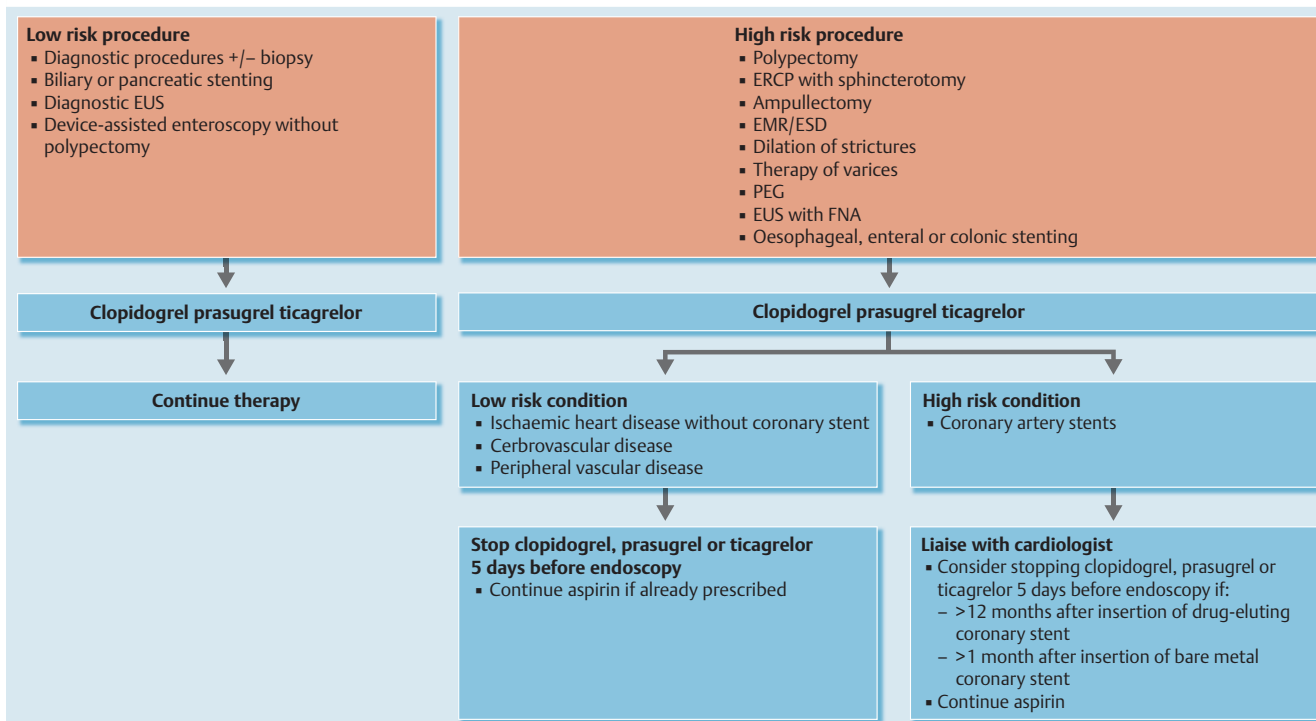 Low risk procedure
▪ Diagnostic procedures +/– biopsy
▪ Biliary or pancreatic stenting
▪ Diagnostic EUS
▪ Device-assisted enteroscopy without
polypectomy
High risk procedure
▪ Polypectomy
▪ ERCP with sphincterotomy
▪ Ampullectomy
▪ EMR/ESD
▪ Dilation of strictures
▪ Therapy of varices
▪ PEG
▪ EUS with FNA
▪ Oesophageal, enteral or colonic stenting
Clopidogrel prasugrel ticagrelor
Clopidogrel prasugrel ticagrelor
Continue therapy
Low risk condition
▪ Ischaemic heart disease without coronary stent
▪ Cerbrovascular disease
▪ Peripheral vascular disease
High risk condition
▪ Coronary artery stents
Stop clopidogrel, prasugrel or ticagrelor
5 days before endoscopy
▪ Continue aspirin if already prescribed
Liaise with cardiologist
▪ Consider stopping clopidogrel, prasugrel or
ticagrelor 5 days before endoscopy if:
– >12 months after insertion of drug-eluting
coronary stent
– >1 month after insertion of bare metal
coronary stent
▪ Continue aspirin